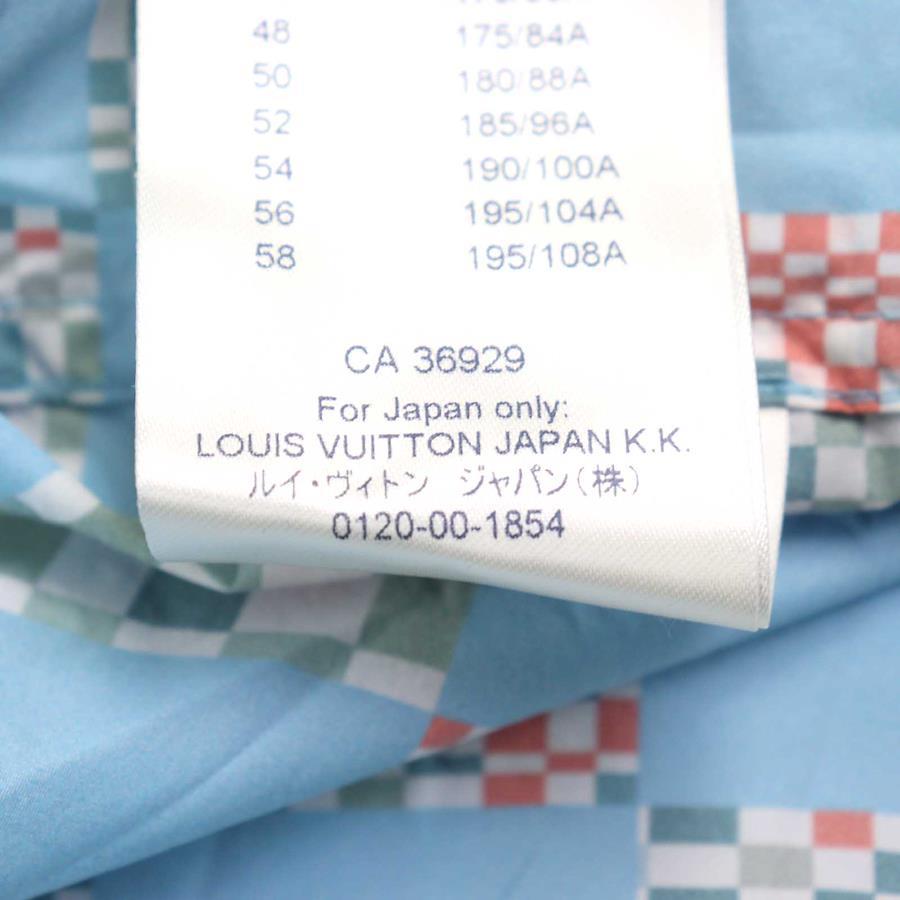 48 175/84A
50 180/88A
52 185/96A
54 190/100A
56 195/104A
58 195/108A
CA 36929
For Japan only:
LOUIS VUITTON JAPAN K.K.
ルイ・ヴィトン ジャパン(株)
0120-00-1854